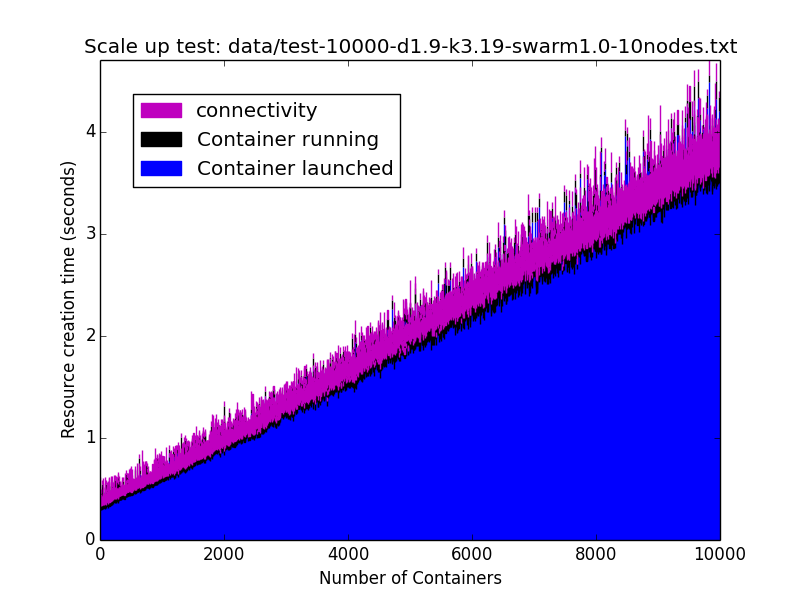 Scale up test: data/test-10000-d1.9-k3.19-swarm1.0-10nodes.txt
connectivity
Container running
Container launched
Resource creation time (seconds)
4
3
2
1
0
0 2000 4000 6000 8000 10000
Number of Containers